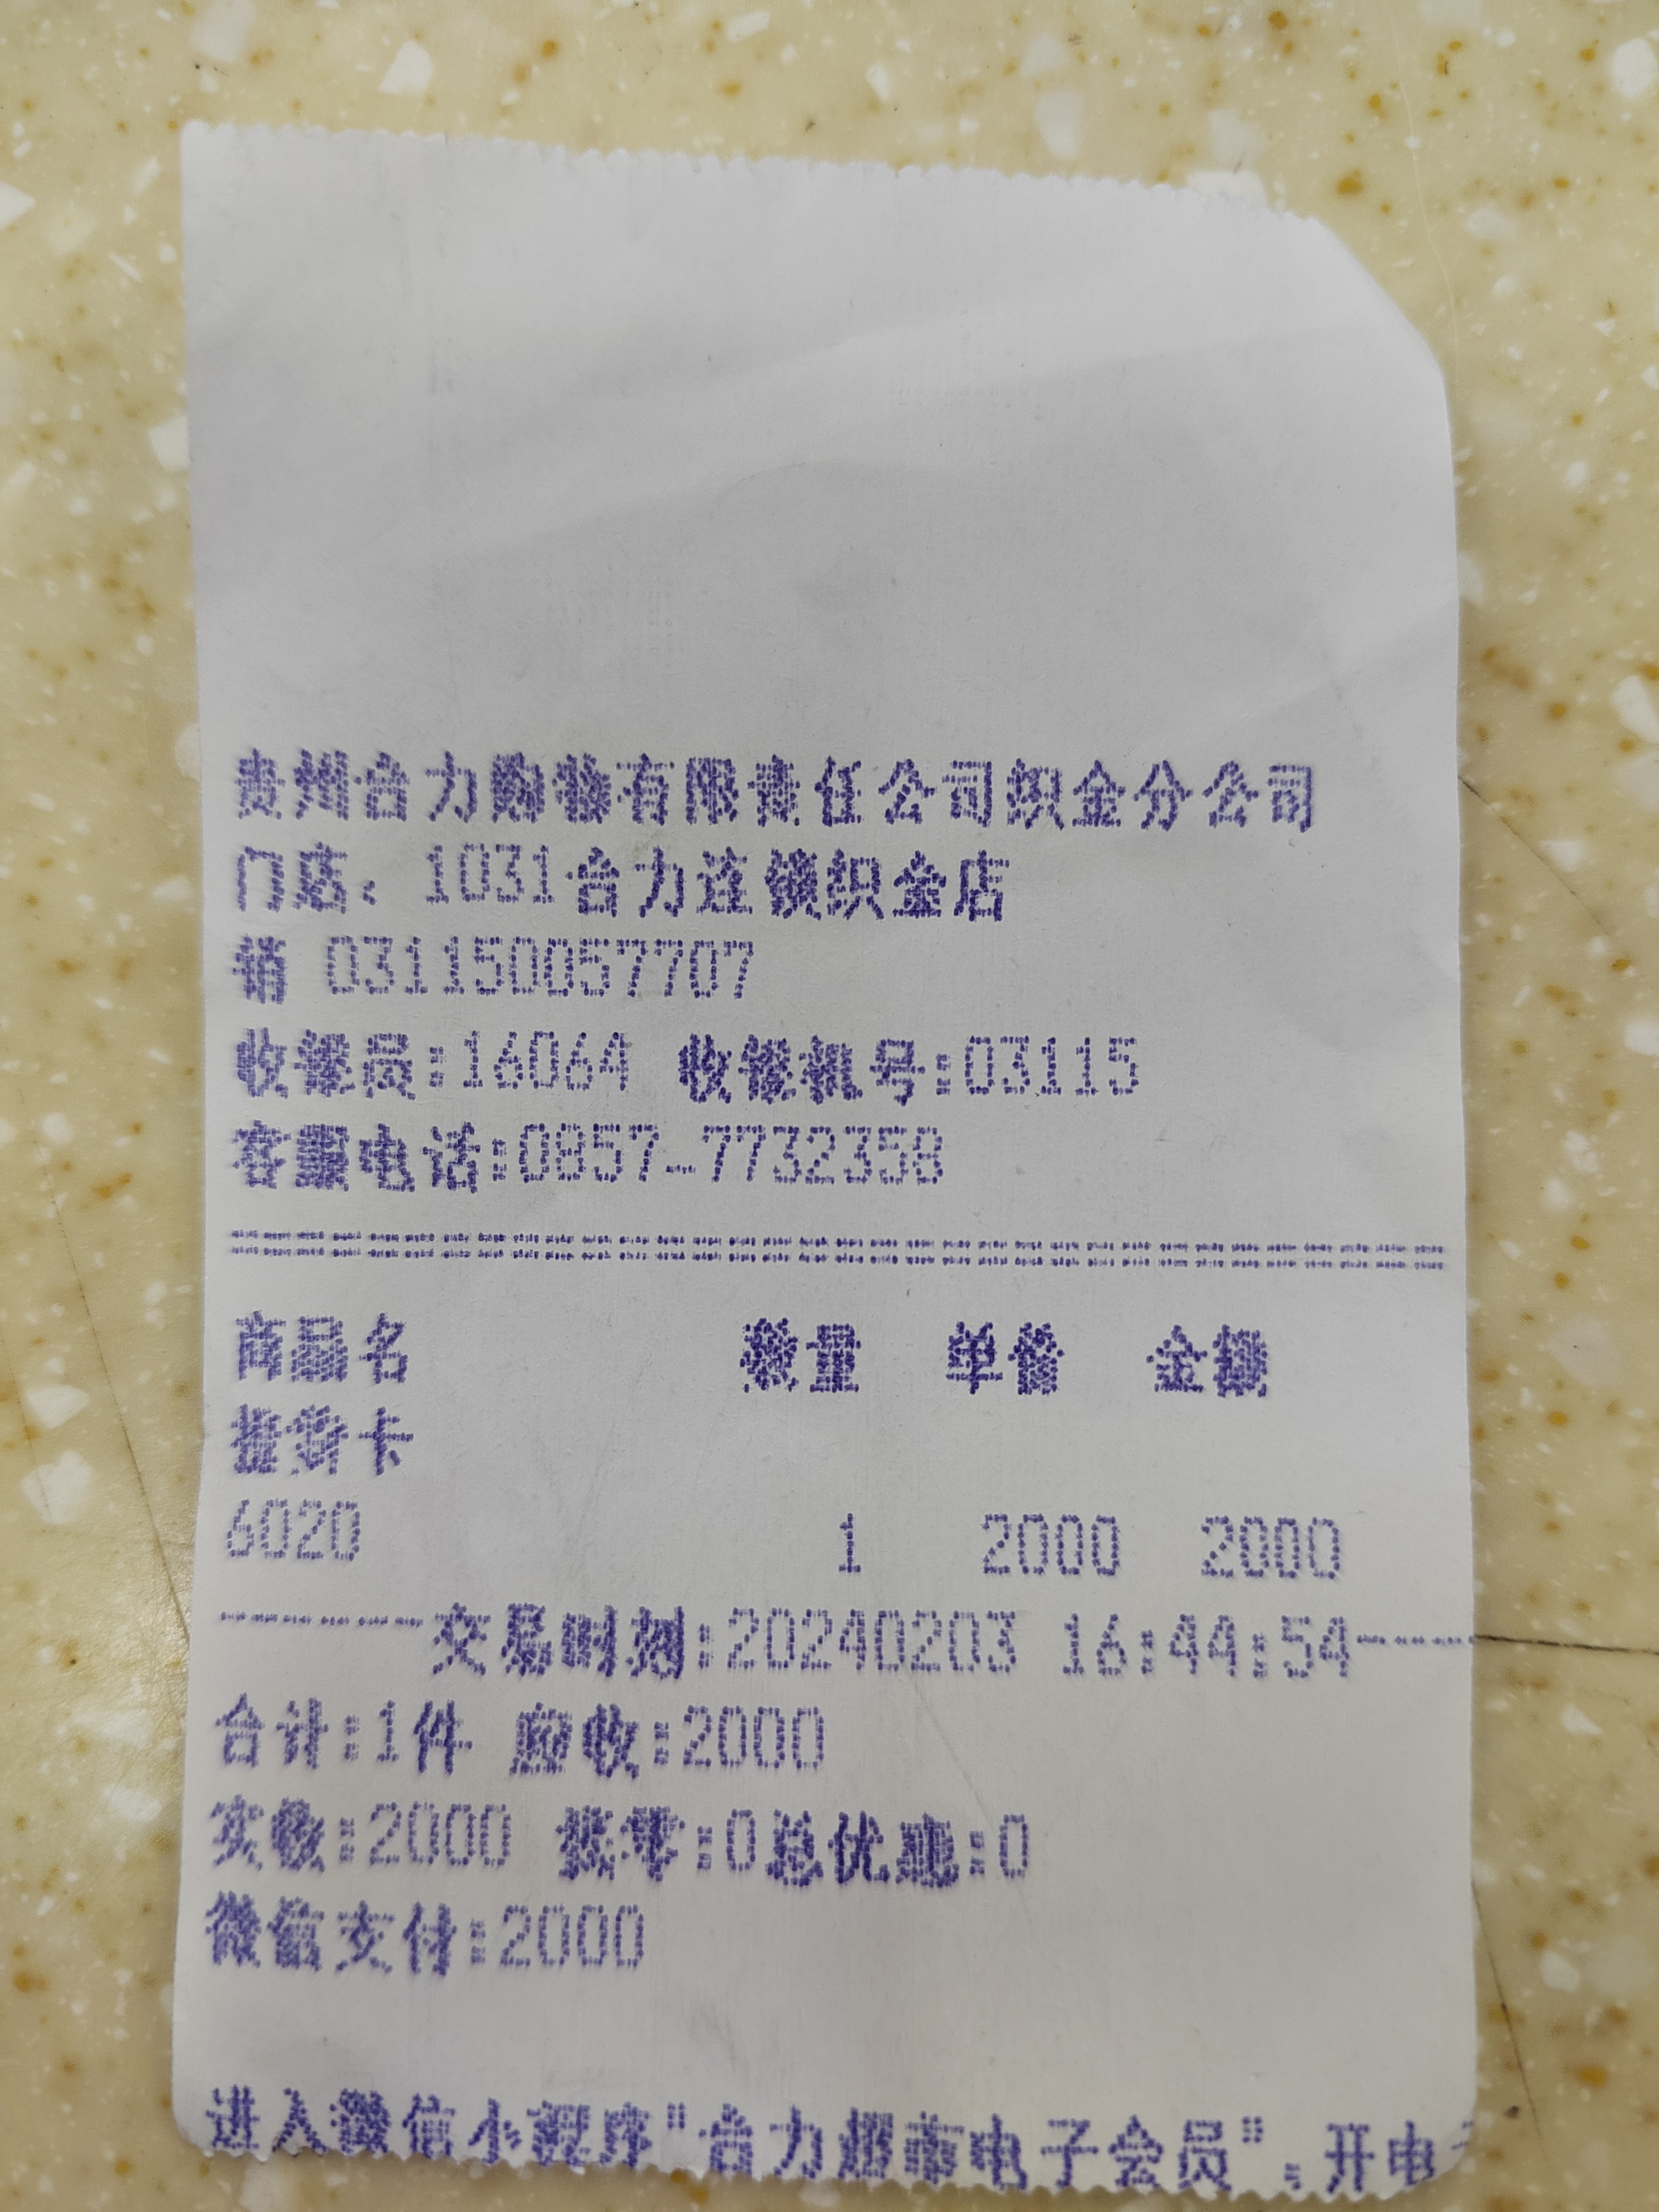 贵州合力购物有限责任公司织金分公司
门店: 1031合力连锁织金店
0311500057707
收银员:16064 收银机号:03115
客服电话:0857-7732358
商品名 数量 单价 金额
蓄势卡
6020 1 2000 2000
------交易时刻:20240203 16:44:54----
合计:1件 应收:2000
实收:2000 找零:0总优惠:0
微信支付:2000
进入微信小程序"合力超市电子会员",开电